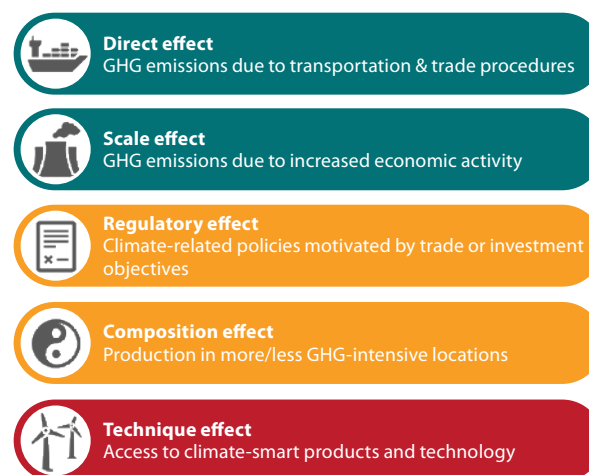 Direct effect
GHG emissions due to transportation & trade procedures
Scale effect
GHG emissions due to increased economic activity
Regulatory effect
Climate-related policies motivated by trade or investment
objectives
Composition effect
Production in more/less GHG-intensive locations
Technique effect
Access to climate-smart products and technology